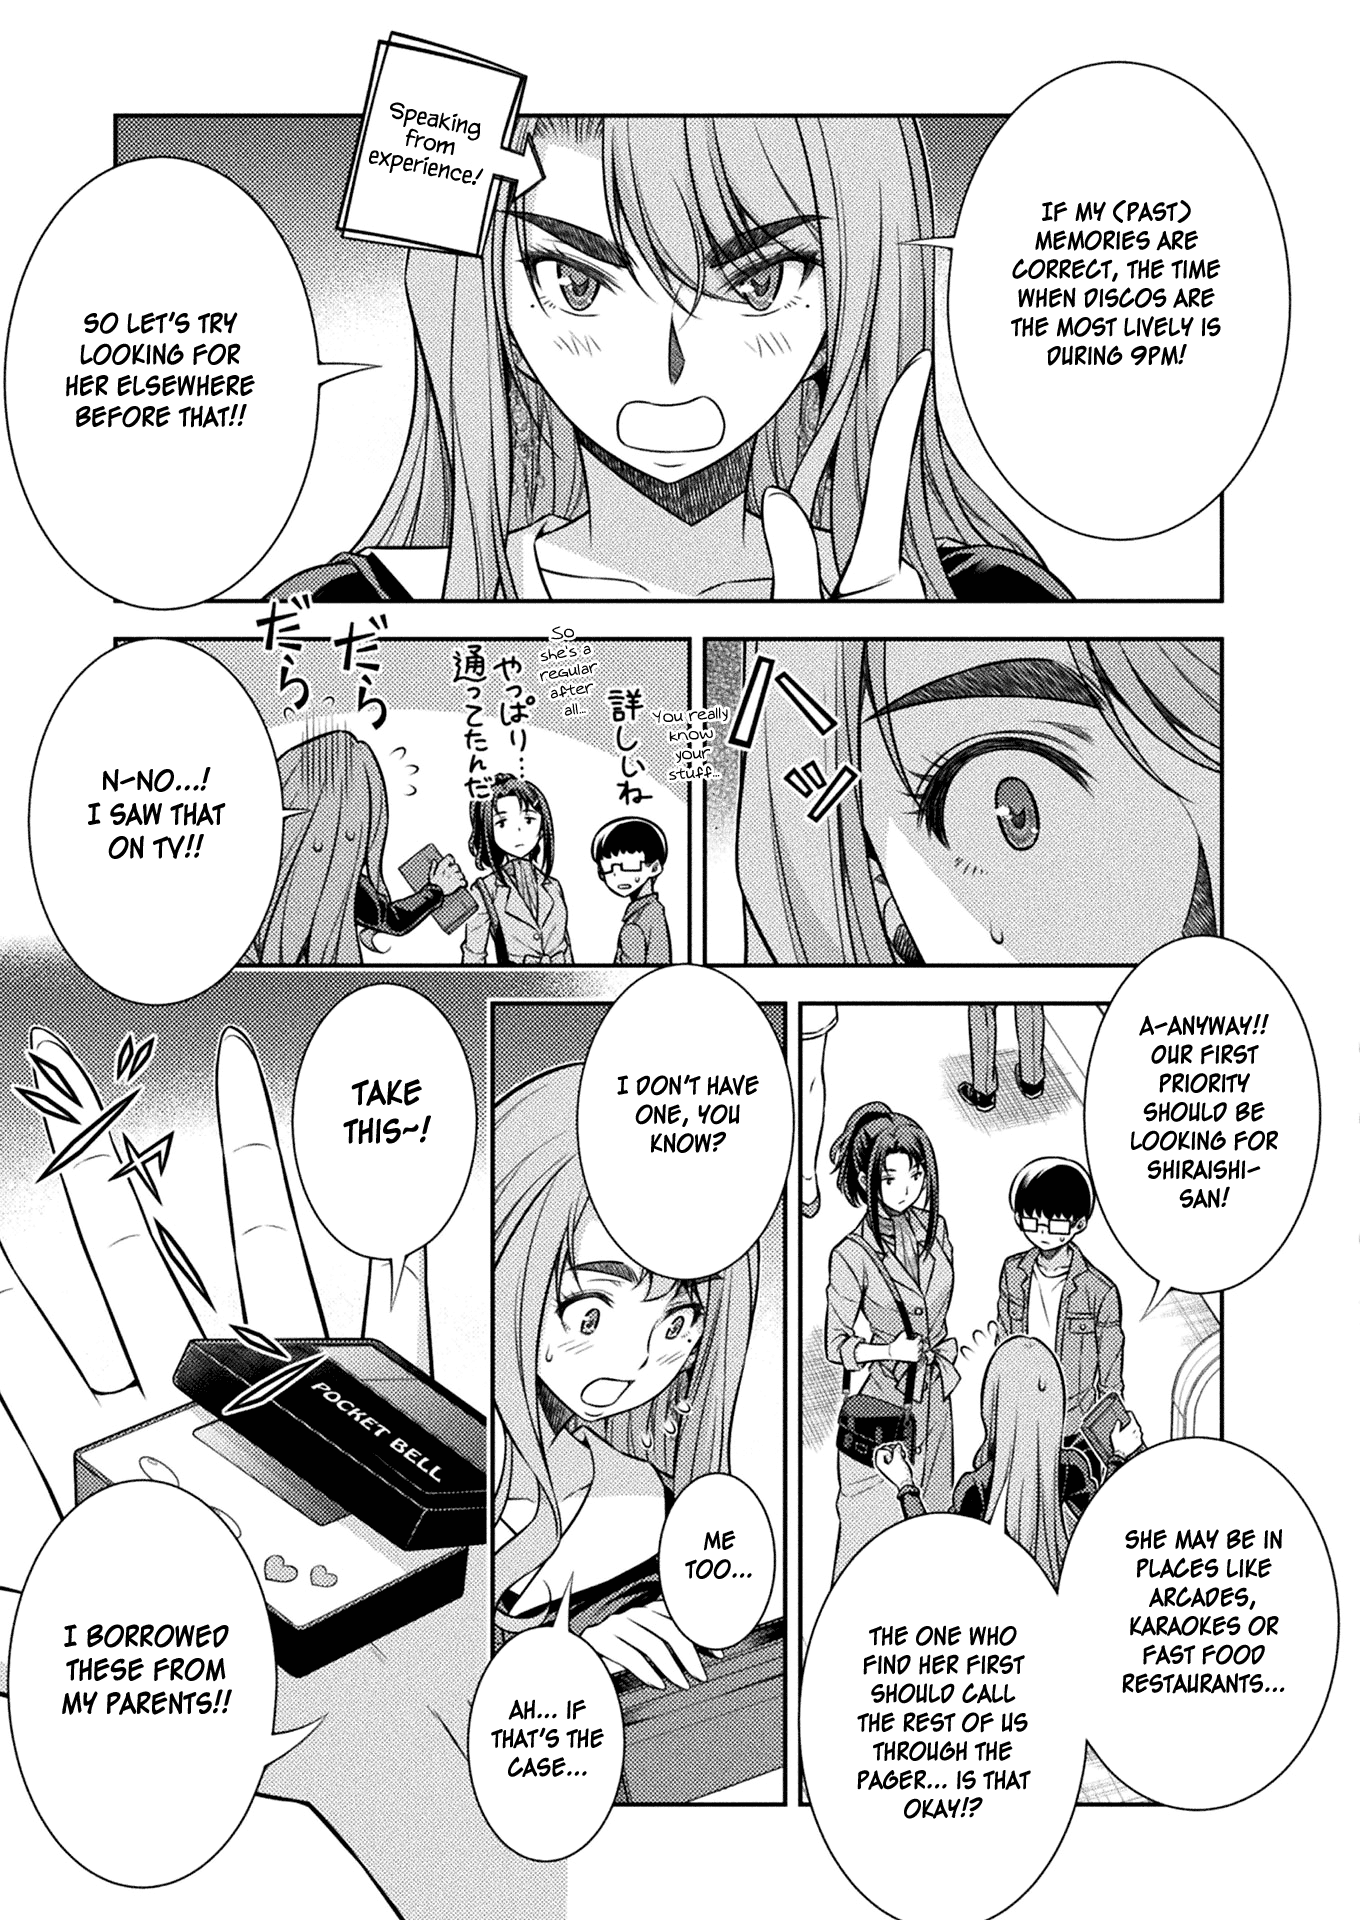 IF MY (PAST)
MEMORIES ARE
CORRECT, THE TIME
WHEN DISCOS ARE
THE MOST LIVELY IS
DURING 9PM!
Speaking
from
experience!
SO LET'S TRY
LOOKING FOR
HER ELSEWHERE
BEFORE THAT!!
ハッ
You really
know
your
stuff...
詳しいね
So
she's a
regular
after
all...
やっぱり…
通ってたんだ
だら
だら
N-NO...!
I SAW THAT
ON TV!!
A-ANYWAY!!
OUR FIRST
PRIORITY
SHOULD BE
LOOKING FOR
SHIRAISHI-
SAN!
SHE MAY BE IN
PLACES LIKE
ARCADES,
KARAOKES OR
FAST FOOD
RESTAURANTS...
THE ONE WHO
FIND HER FIRST
SHOULD CALL
THE REST OF US
THROUGH THE
PAGER... IS THAT
OKAY!?
I DON'T HAVE
ONE, YOU
KNOW?
ME
TOO...
AH... IF
THAT'S THE
CASE...
TAKE
THIS~!
POCKET BELL
I BORROWED
THESE FROM
MY PARENTS!!